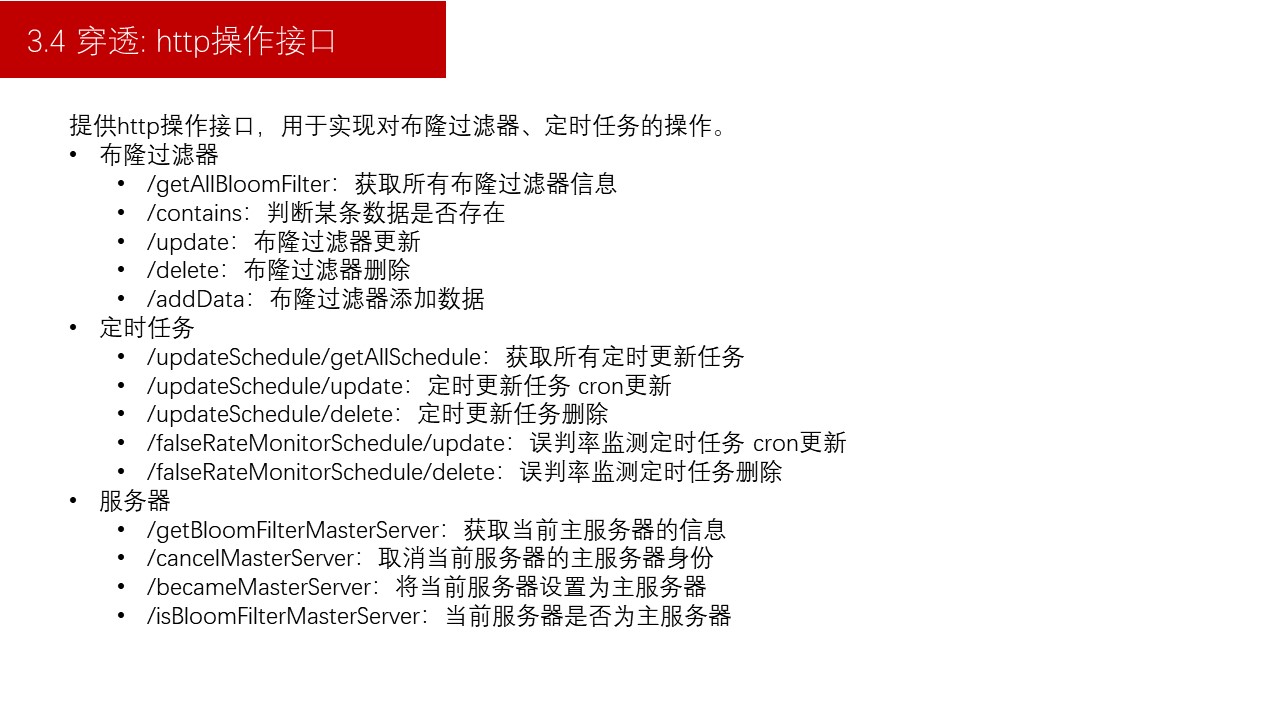 3.4 穿透: http操作接口
提供http操作接口，用于实现对布隆过滤器、定时任务的操作。
• 布隆过滤器
• /getAllBloomFilter：获取所有布隆过滤器信息
• /contains：判断某条数据是否存在
• /update：布隆过滤器更新
• /delete：布隆过滤器删除
• /addData：布隆过滤器添加数据
• 定时任务
• /updateSchedule/getAllSchedule：获取所有定时更新任务
• /updateSchedule/update：定时更新任务 cron更新
• /updateSchedule/delete：定时更新任务删除
• /falseRateMonitorSchedule/update：误判率监测定时任务 cron更新
• /falseRateMonitorSchedule/delete：误判率监测定时任务删除
• 服务器
• /getBloomFilterMasterServer：获取当前主服务器的信息
• /cancelMasterServer：取消当前服务器的主服务器身份
• /becameMasterServer：将当前服务器设置为主服务器
• /isBloomFilterMasterServer：当前服务器是否为主服务器